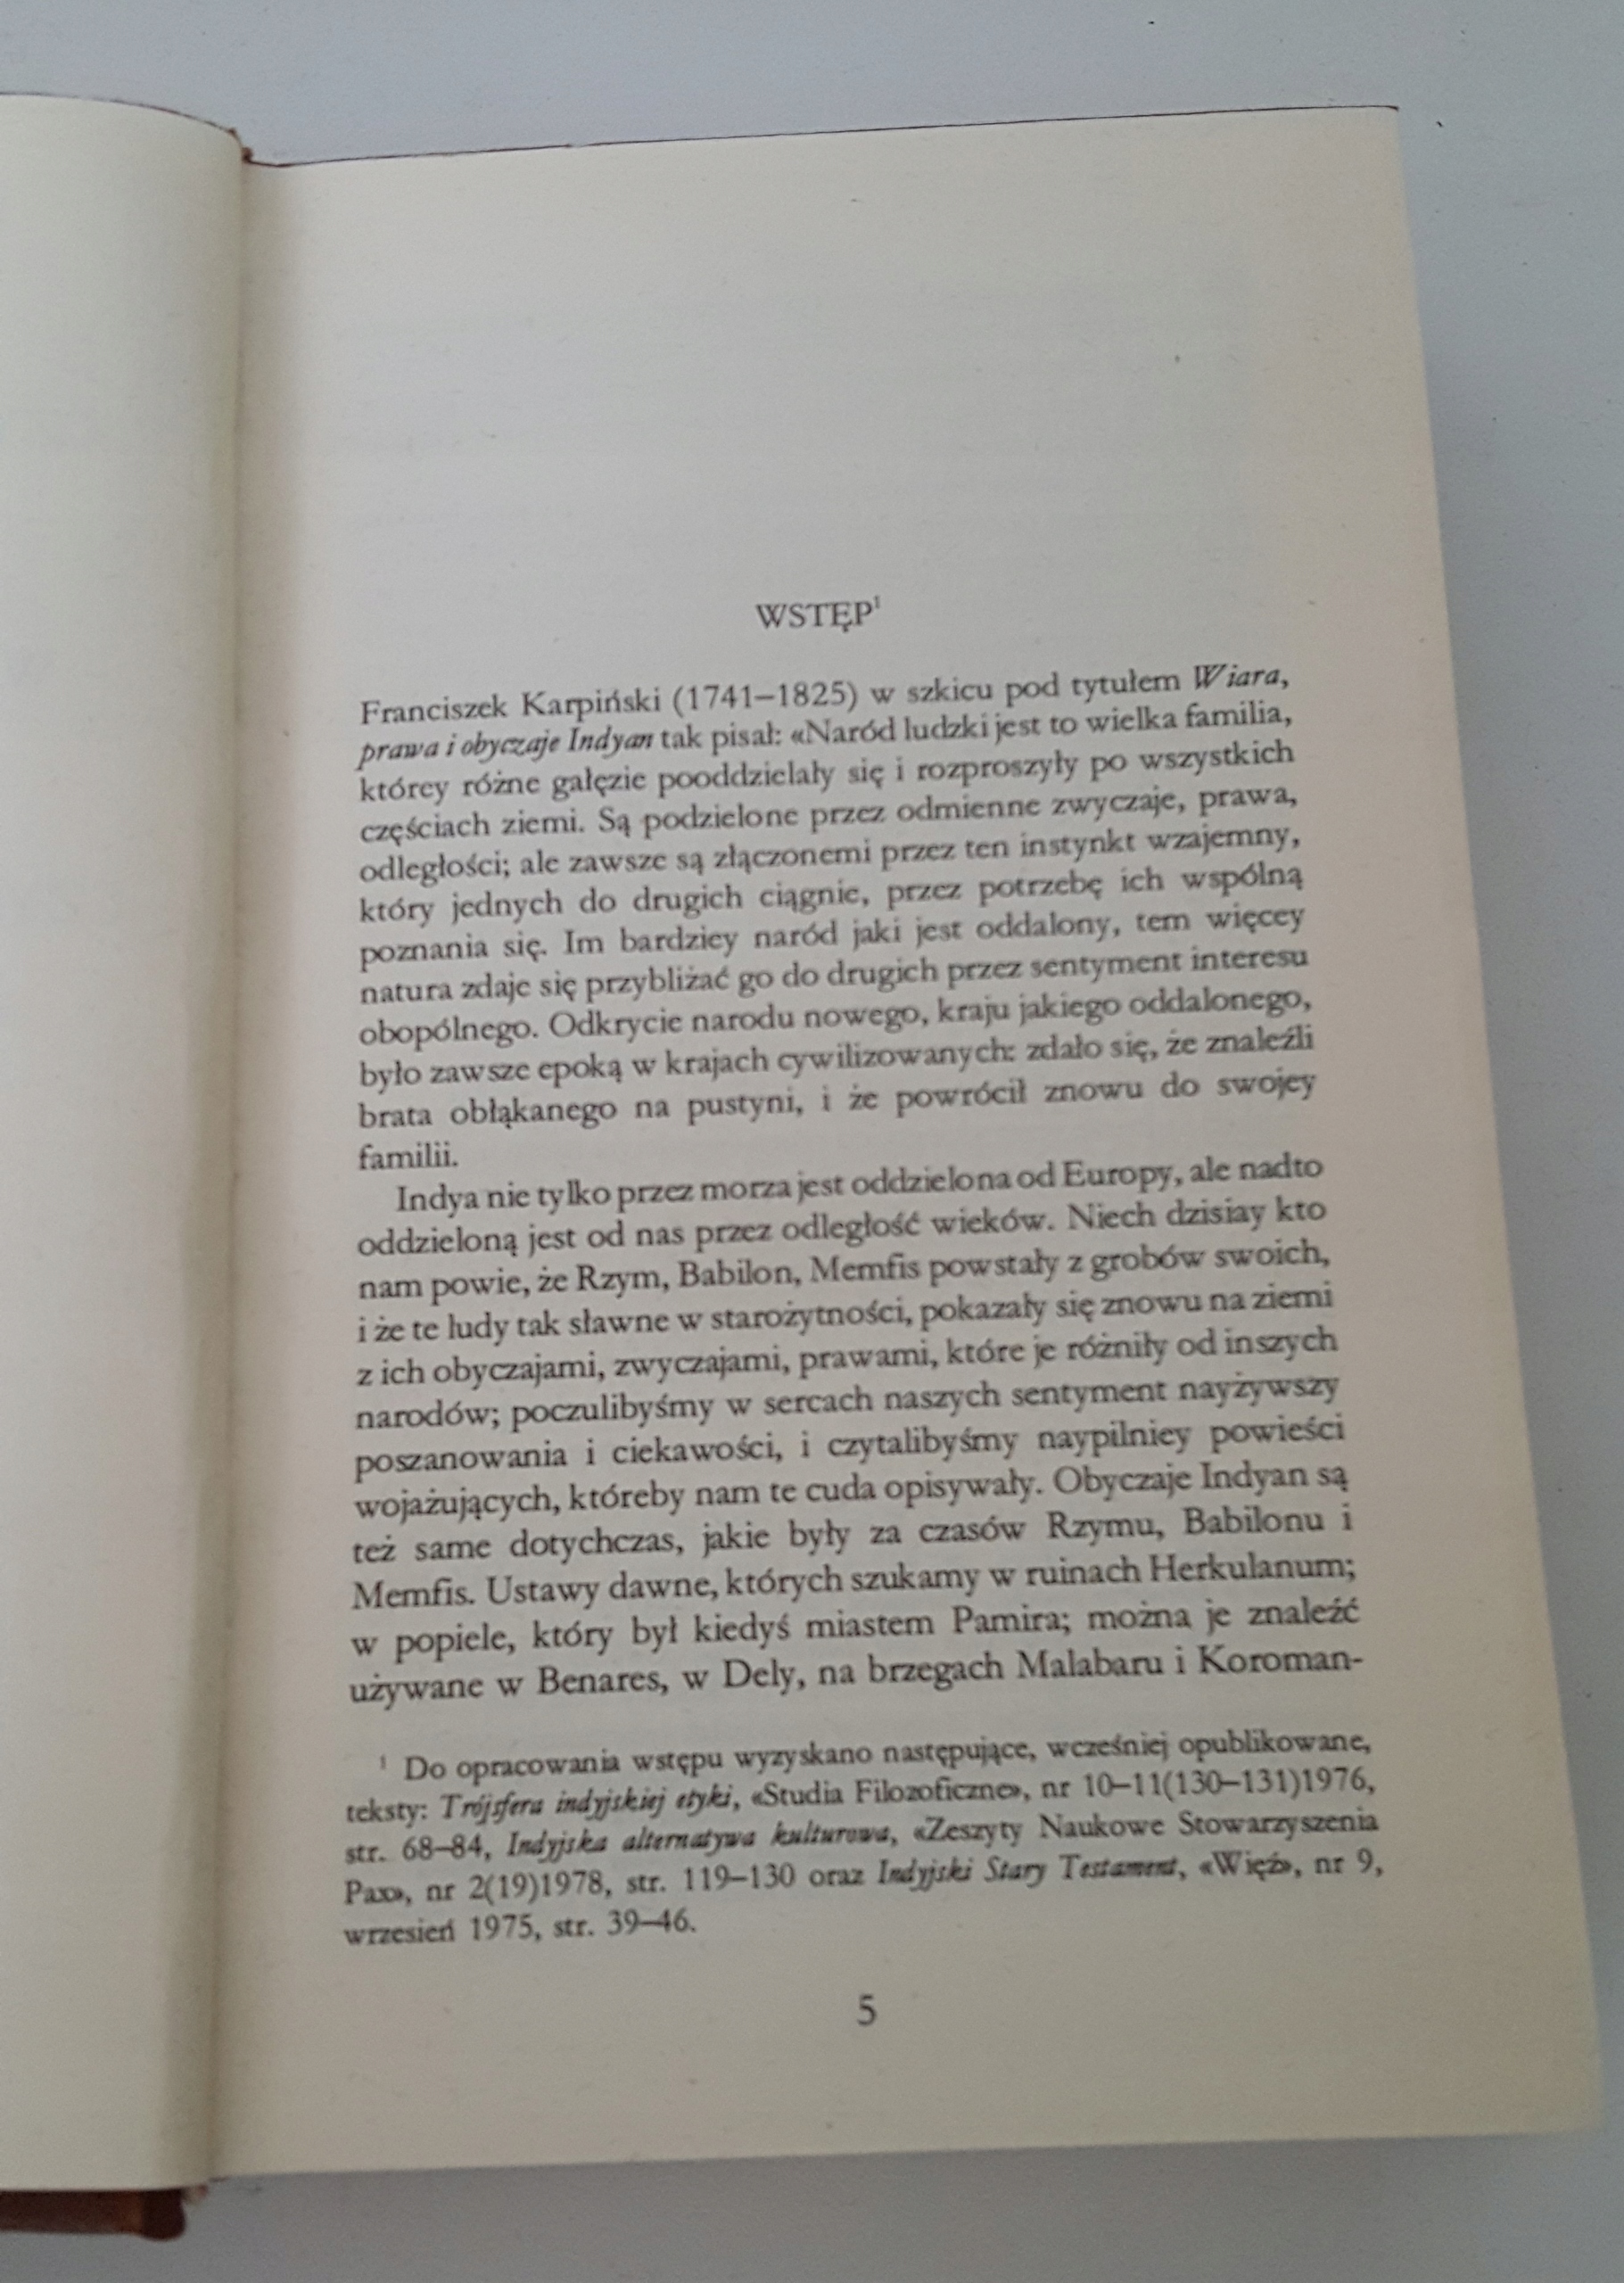 WSTĘP¹
Franciszek Karpiński (1741–1825) w szkicu pod tytułem Wiara,
prawa i obyczaje Indyan tak pisał: «Naród ludzki jest to wielka familia,
którey różne gałęzie pooddzielały się i rozproszyły po wszystkich
częściach ziemi. Są podzielone przez odmienne zwyczaje, prawa,
odległości; ale zawsze są złączonemi przez ten instynkt wzajemny,
który jednych do drugich ciągnie, przez potrzebę ich wspólną
poznania się. Im bardziey naród jaki jest oddalony, tem więcey
natura zdaje się przybliżać go do drugich przez sentyment interesu
obopólnego. Odkrycie narodu nowego, kraju jakiego oddalonego,
było zawsze epoką w krajach cywilizowanych: zdało się, że znaleźli
brata obłąkanego na pustyni, i że powrócił znowu do swojey
familii.
Indya nie tylko przez morza jest oddzielona od Europy, ale nadto
oddzieloną jest od nas przez odległość wieków. Niech dzisiay kto
nam powie, że Rzym, Babilon, Memfis powstały z grobów swoich,
i że te ludy tak sławne w starożytności, pokazały się znowu na ziemi
z ich obyczajami, zwyczajami, prawami, które je różniły od inszych
narodów; poczulibyśmy w sercach naszych sentyment nayżywszy
poszanowania i ciekawości, i czytalibyśmy naypilniey powieści
wojażujących, któreby nam te cuda opisywały. Obyczaje Indyan są
też same dotychczas, jakie były za czasów Rzymu, Babilonu i
Memfis. Ustawy dawne, których szukamy w ruinach Herkulanum;
w popiele, który był kiedyś miastem Pamira; można je znaleźć
używane w Benares, w Dely, na brzegach Malabaru i Koroman-
¹ Do opracowania wstępu wyzyskano następujące, wcześniej opublikowane,
teksty: Trójsfera indyjskiej etyki, «Studia Filozoficzne», nr 10–11(130–131)1976,
str. 68–84, Indyjska alternatywa kulturowa, «Zeszyty Naukowe Stowarzyszenia
Pax», nr 2(19)1978, str. 119–130 oraz Indyjski Stary Testament, «Więź», nr 9,
wrzesień 1975, str. 39–46.
5